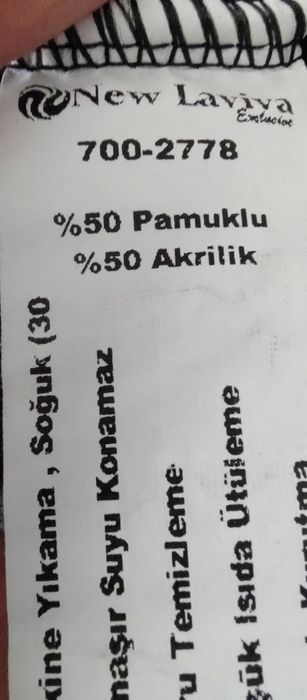 New Laviva
Exclusive
700-2778
%50 Pamuklu
%50 Akrilik
kine Yıkama , Soğuk (30
maşır Suyu Konamaz
u Temizleme
şük Isıda Ütüleme